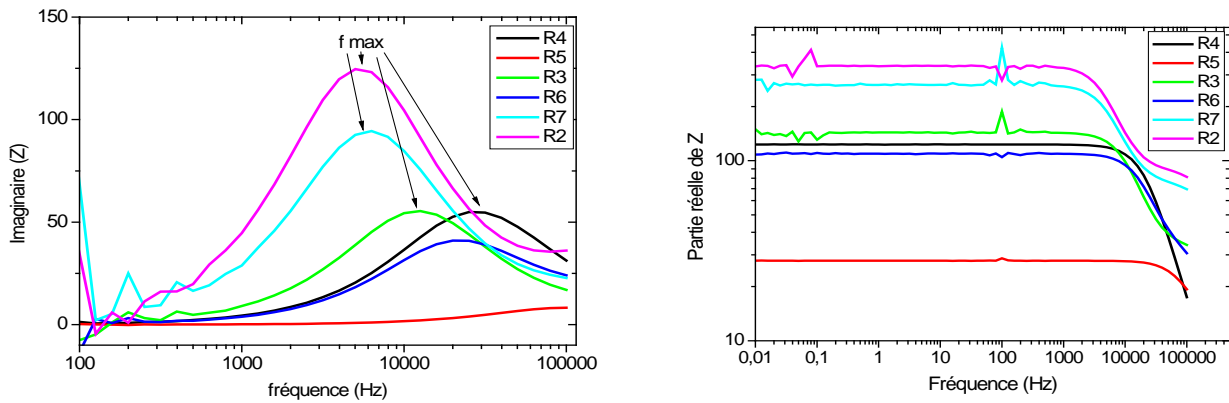 150
100
50
0
100
1000
10000
100000
Imaginaire (Z)
fréquence (Hz)
f max
R4
R5
R3
R6
R7
R2
100
10
0,01
0,1
1
10
100
1000
10000
100000
Partie réelle de Z
Fréquence (Hz)
R4
R5
R3
R6
R7
R2